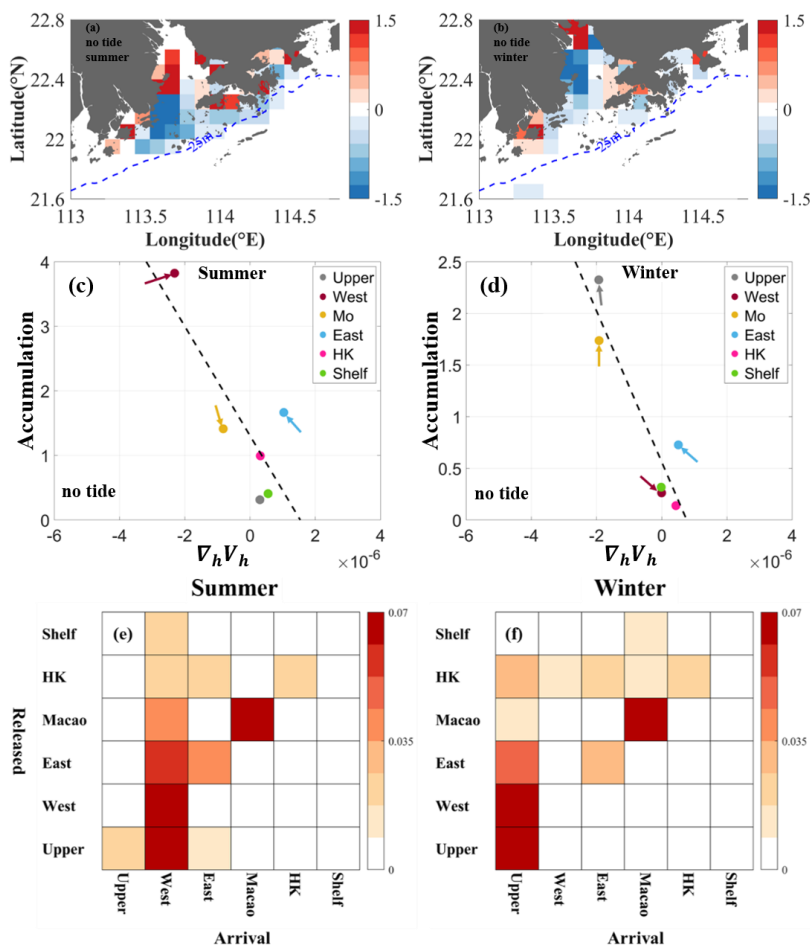 (a)
no tide
summer
22.8
22.4
22
21.6
Latitude(°N)
113
113.5
114
114.5
Longitude(°E)
25m
1.5
0
-1.5
(b)
no tide
winter
22.8
22.4
22
21.6
Latitude(°N)
113
113.5
114
114.5
Longitude(°E)
25m
1.5
0
-1.5
(c)
Summer
Upper
West
Mo
East
HK
Shelf
no tide
Accumulation
4
3
2
1
0
-6
-4
-2
0
2
4
×10⁻⁶
∇ₕVₕ
(d)
Winter
Upper
West
Mo
East
HK
Shelf
no tide
Accumulation
2.5
2
1.5
1
0.5
0
-6
-4
-2
0
2
4
×10⁻⁶
∇ₕVₕ
Summer
(e)
Released
Shelf
HK
Macao
East
West
Upper
Upper
West
East
Macao
HK
Shelf
Arrival
0.07
0.035
0
Winter
(f)
Shelf
HK
Macao
East
West
Upper
Upper
West
East
Macao
HK
Shelf
Arrival
0.07
0.035
0